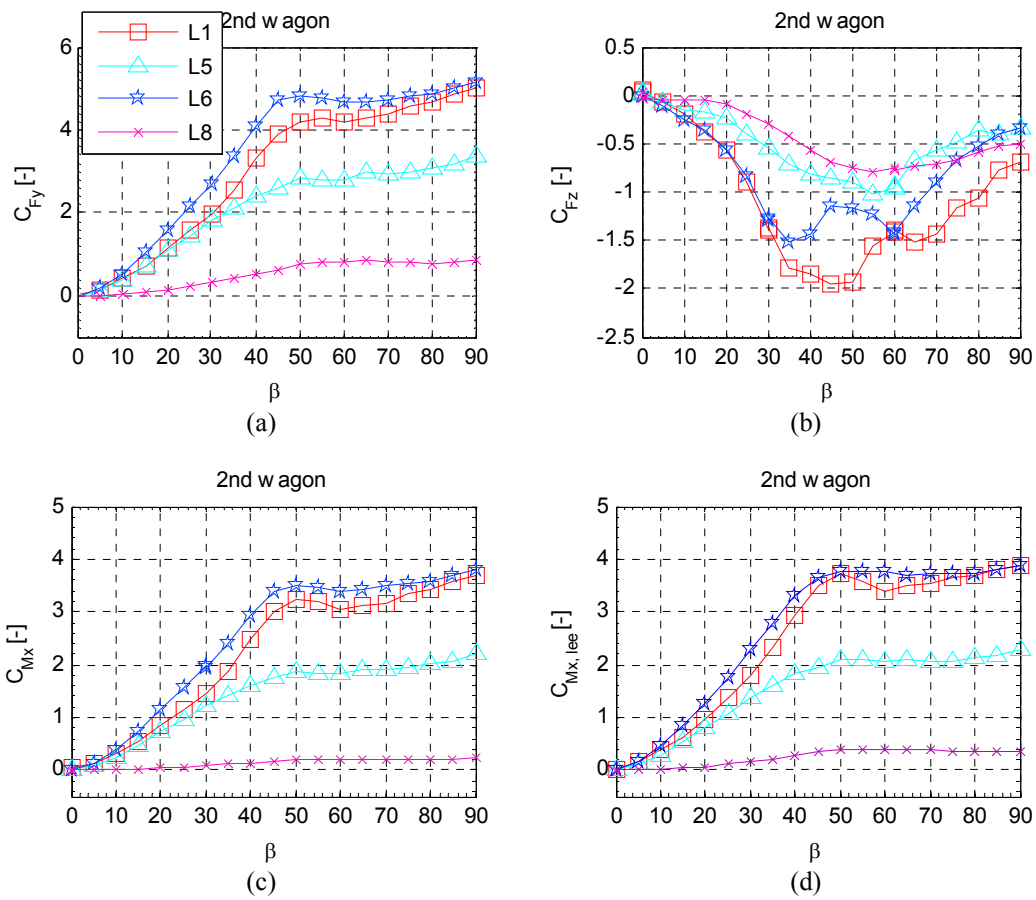 2nd w agon
L1
L5
L6
L8
6
4
2
0
C_Fy [-]
0 10 20 30 40 50 60 70 80 90
β
(a)
2nd w agon
0.5
0
-0.5
-1
-1.5
-2
-2.5
C_Fz [-]
0 10 20 30 40 50 60 70 80 90
β
(b)
2nd w agon
5
4
3
2
1
0
C_Mx [-]
0 10 20 30 40 50 60 70 80 90
β
(c)
2nd w agon
5
4
3
2
1
0
C_Mx, lee [-]
0 10 20 30 40 50 60 70 80 90
β
(d)